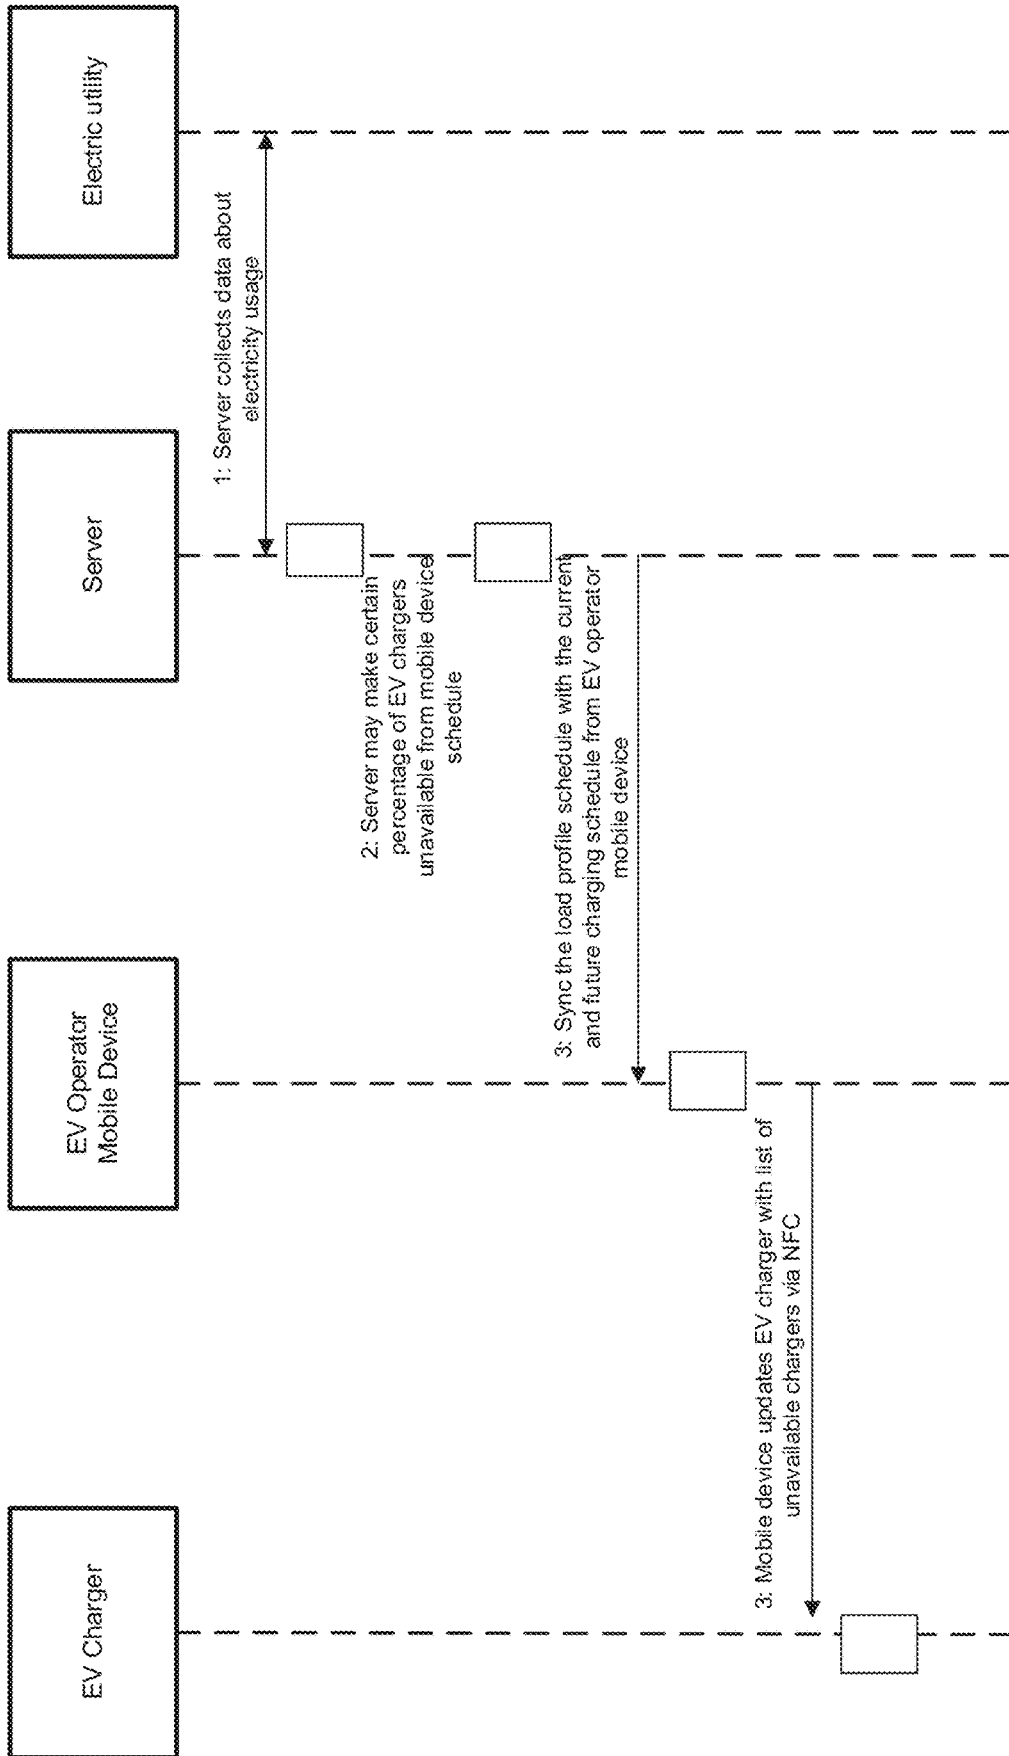 EV Charger
EV Operator
Mobile Device
Server
Electric utility
1: Server collects data about
electricity usage
2: Server may make certain
percentage of EV chargers
unavailable from mobile device
schedule
3: Sync the load profile schedule with the current
and future charging schedule from EV operator
mobile device
3: Mobile device updates EV charger with list of
unavailable chargers via NFC